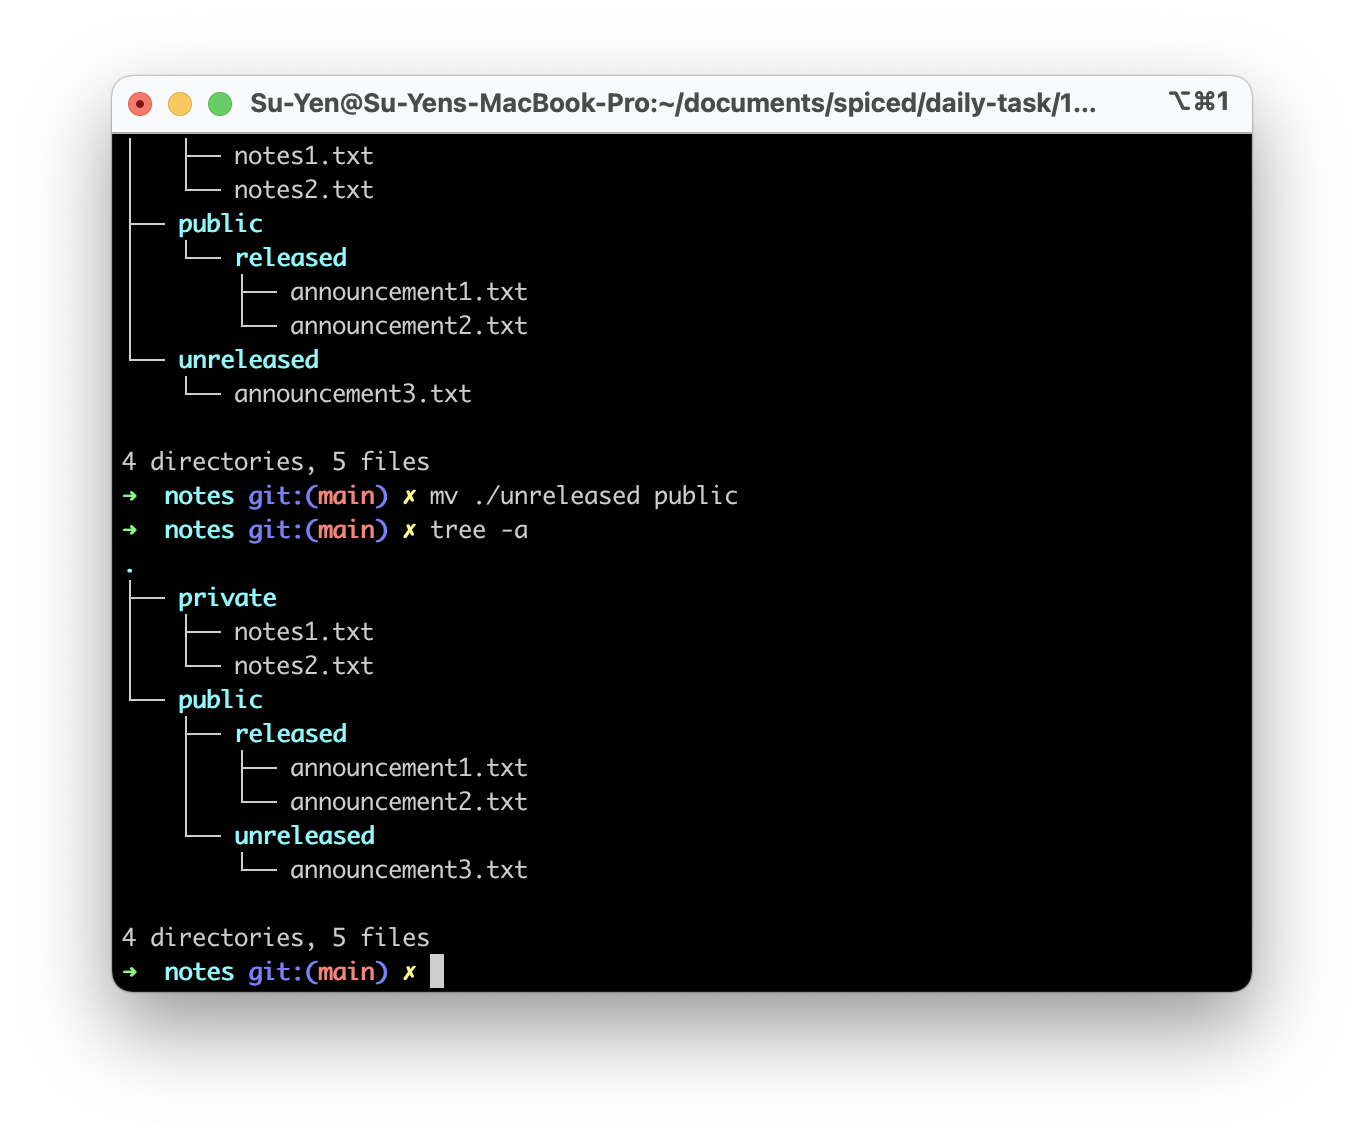 Su-Yen@Su-Yens-MacBook-Pro:~/documents/spiced/daily-task/1... ⌥⌘1
│   ├── notes1.txt
│   └── notes2.txt
├── public
│   └── released
│       ├── announcement1.txt
│       └── announcement2.txt
└── unreleased
    └── announcement3.txt

4 directories, 5 files
➜  notes git:(main) ✗ mv ./unreleased public
➜  notes git:(main) ✗ tree -a
.
├── private
│   ├── notes1.txt
│   └── notes2.txt
└── public
    ├── released
    │   ├── announcement1.txt
    │   └── announcement2.txt
    └── unreleased
        └── announcement3.txt

4 directories, 5 files
➜  notes git:(main) ✗